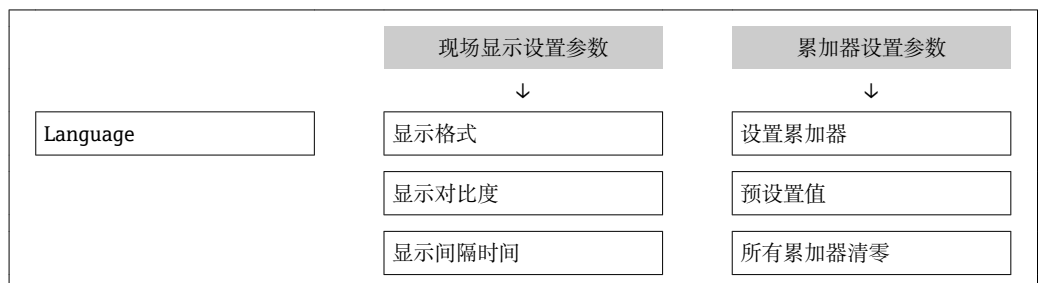 现场显示设置参数
累加器设置参数
↓
↓
Language
显示格式
设置累加器
显示对比度
预设置值
显示间隔时间
所有累加器清零